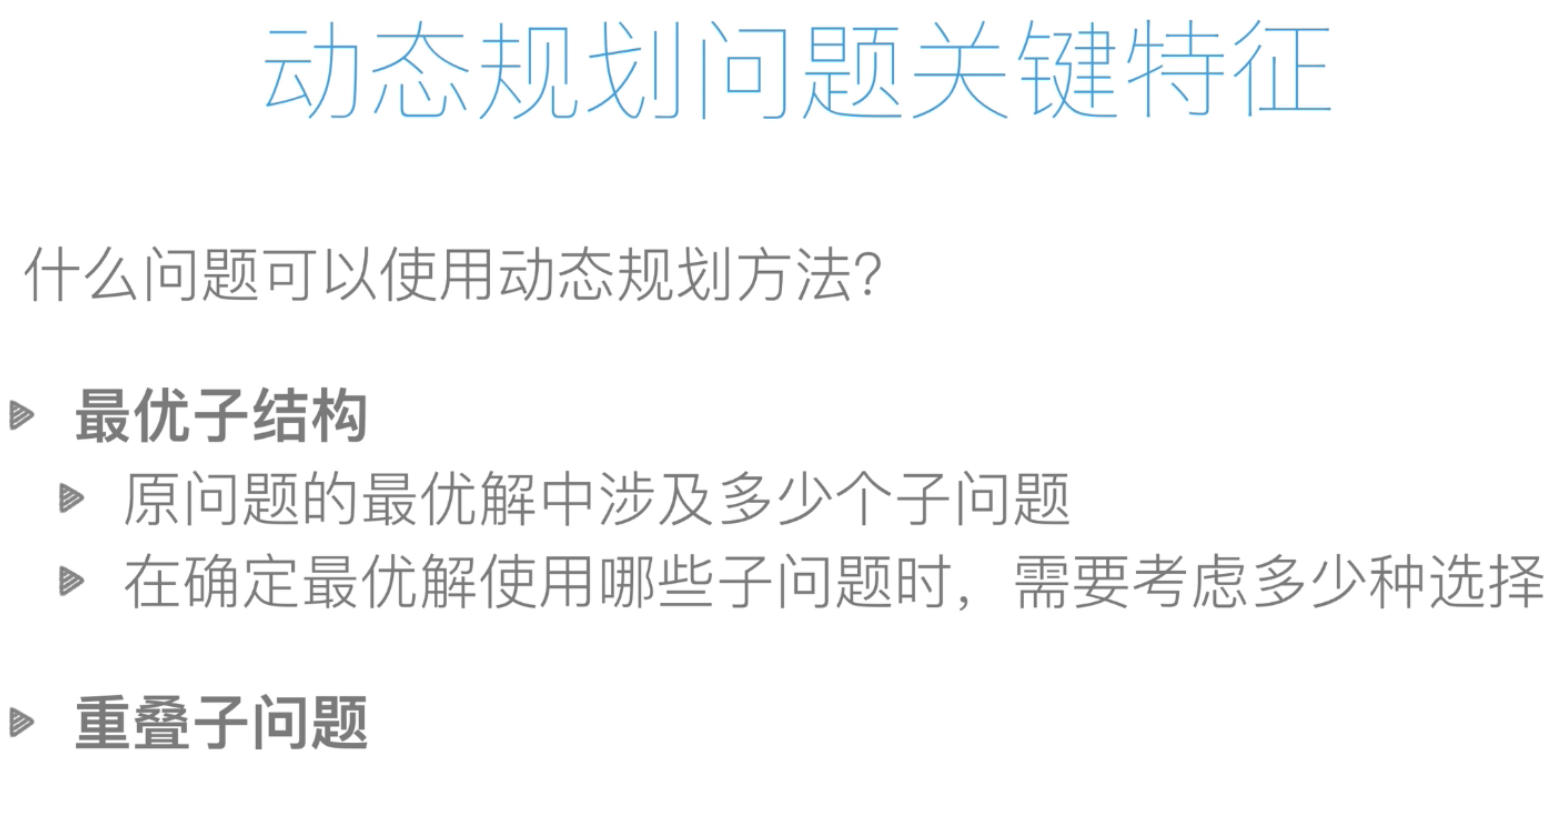 动态规划问题关键特征
什么问题可以使用动态规划方法？
最优子结构
原问题的最优解中涉及多少个子问题
在确定最优解使用哪些子问题时，需要考虑多少种选择
重叠子问题